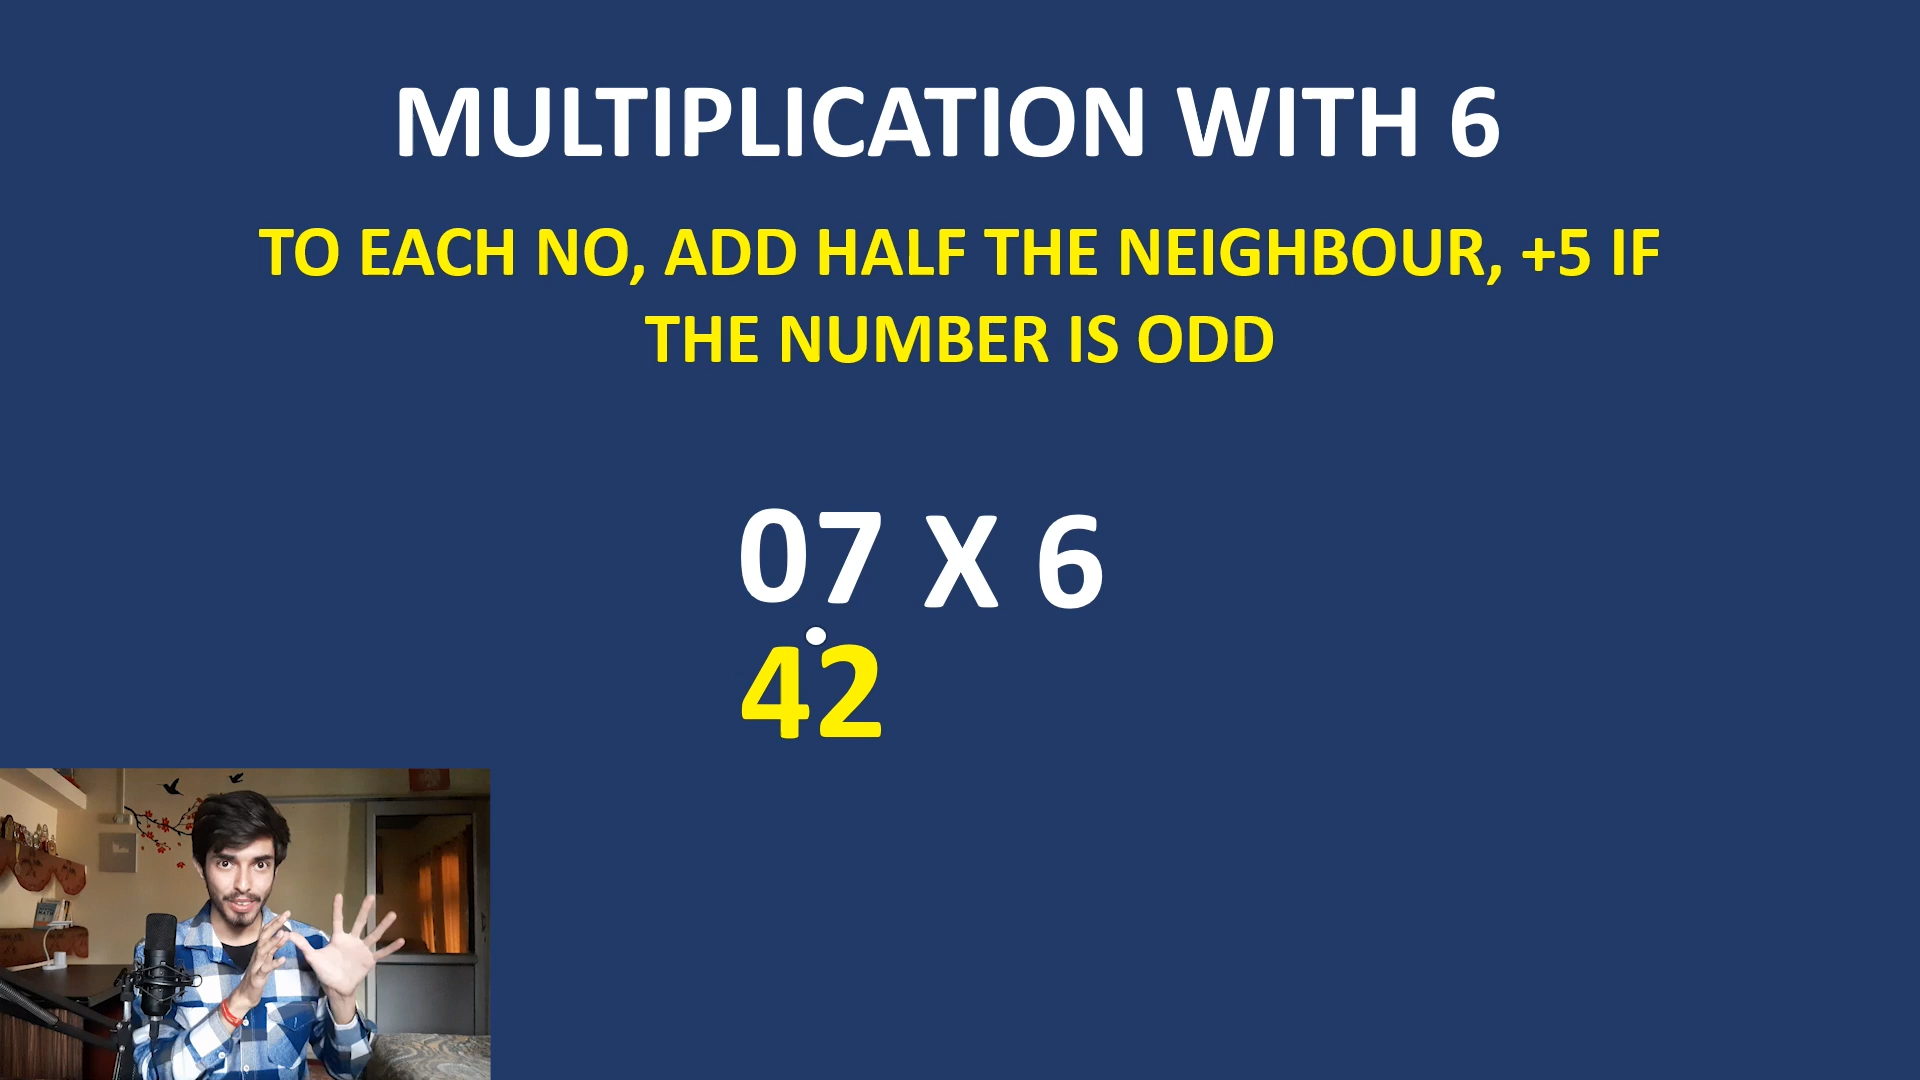 MULTIPLICATION WITH 6
TO EACH NO, ADD HALF THE NEIGHBOUR, +5 IF
THE NUMBER IS ODD
07 X 6
42